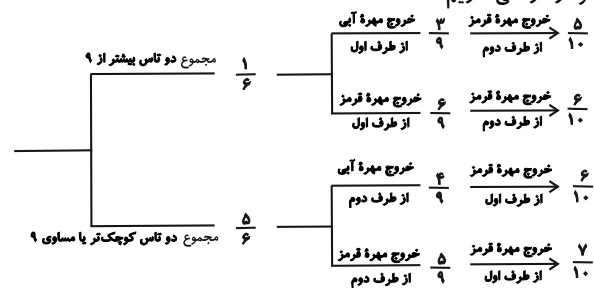 خروج مهرهٔ آبی از طرف اول ۳/۹ خروج مهرهٔ قرمز از طرف دوم ۵/۱۰
مجموع دو تاس بیشتر از ۹ ۱/۶
خروج مهرهٔ قرمز از طرف اول ۶/۹ خروج مهرهٔ قرمز از طرف دوم ۶/۱۰
خروج مهرهٔ آبی از طرف دوم ۴/۹ خروج مهرهٔ قرمز از طرف اول ۶/۱۰
مجموع دو تاس کوچک‌تر یا مساوی ۹ ۵/۶
خروج مهرهٔ قرمز از طرف دوم ۵/۹ خروج مهرهٔ قرمز از طرف اول ۷/۱۰